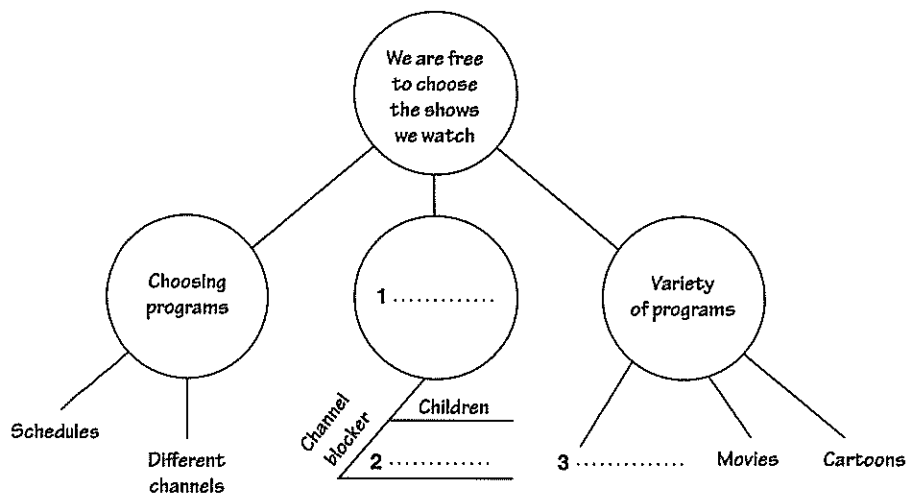 We are free
to choose
the shows
we watch
Choosing
programs
1 ............
Variety
of programs
Schedules
Different
channels
Channel
blocker
Children
2 ............
3 ............
Movies
Cartoons